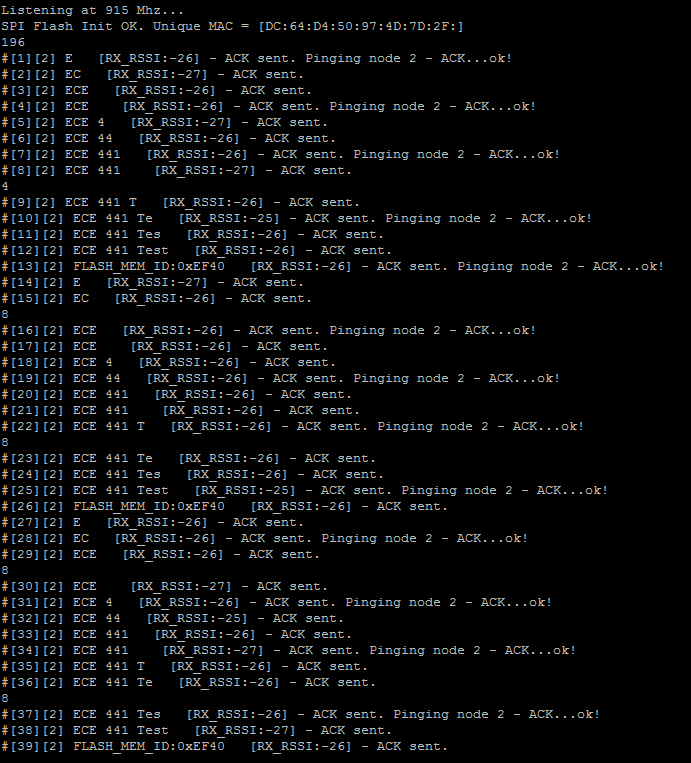 Listening at 915 Mhz...
SPI Flash Init OK. Unique MAC = [DC:64:D4:50:97:4D:7D:2F:]
196
#[1][2] E   [RX_RSSI:-26] - ACK sent. Pinging node 2 - ACK...ok!
#[2][2] EC   [RX_RSSI:-27] - ACK sent.
#[3][2] ECE   [RX_RSSI:-26] - ACK sent.
#[4][2] ECE    [RX_RSSI:-26] - ACK sent. Pinging node 2 - ACK...ok!
#[5][2] ECE 4   [RX_RSSI:-27] - ACK sent.
#[6][2] ECE 44   [RX_RSSI:-26] - ACK sent.
#[7][2] ECE 441   [RX_RSSI:-26] - ACK sent. Pinging node 2 - ACK...ok!
#[8][2] ECE 441    [RX_RSSI:-27] - ACK sent.
4
#[9][2] ECE 441 T   [RX_RSSI:-26] - ACK sent.
#[10][2] ECE 441 Te   [RX_RSSI:-25] - ACK sent. Pinging node 2 - ACK...ok!
#[11][2] ECE 441 Tes   [RX_RSSI:-26] - ACK sent.
#[12][2] ECE 441 Test   [RX_RSSI:-26] - ACK sent.
#[13][2] FLASH_MEM_ID:0xEF40   [RX_RSSI:-26] - ACK sent. Pinging node 2 - ACK...ok!
#[14][2] E   [RX_RSSI:-27] - ACK sent.
#[15][2] EC   [RX_RSSI:-26] - ACK sent.
8
#[16][2] ECE   [RX_RSSI:-26] - ACK sent. Pinging node 2 - ACK...ok!
#[17][2] ECE    [RX_RSSI:-26] - ACK sent.
#[18][2] ECE 4   [RX_RSSI:-26] - ACK sent.
#[19][2] ECE 44   [RX_RSSI:-26] - ACK sent. Pinging node 2 - ACK...ok!
#[20][2] ECE 441   [RX_RSSI:-26] - ACK sent.
#[21][2] ECE 441    [RX_RSSI:-26] - ACK sent.
#[22][2] ECE 441 T   [RX_RSSI:-26] - ACK sent. Pinging node 2 - ACK...ok!
8
#[23][2] ECE 441 Te   [RX_RSSI:-26] - ACK sent.
#[24][2] ECE 441 Tes   [RX_RSSI:-26] - ACK sent.
#[25][2] ECE 441 Test   [RX_RSSI:-25] - ACK sent. Pinging node 2 - ACK...ok!
#[26][2] FLASH_MEM_ID:0xEF40   [RX_RSSI:-26] - ACK sent.
#[27][2] E   [RX_RSSI:-26] - ACK sent.
#[28][2] EC   [RX_RSSI:-26] - ACK sent. Pinging node 2 - ACK...ok!
#[29][2] ECE   [RX_RSSI:-26] - ACK sent.
8
#[30][2] ECE    [RX_RSSI:-27] - ACK sent.
#[31][2] ECE 4   [RX_RSSI:-26] - ACK sent. Pinging node 2 - ACK...ok!
#[32][2] ECE 44   [RX_RSSI:-25] - ACK sent.
#[33][2] ECE 441   [RX_RSSI:-26] - ACK sent.
#[34][2] ECE 441    [RX_RSSI:-27] - ACK sent. Pinging node 2 - ACK...ok!
#[35][2] ECE 441 T   [RX_RSSI:-26] - ACK sent.
#[36][2] ECE 441 Te   [RX_RSSI:-26] - ACK sent.
8
#[37][2] ECE 441 Tes   [RX_RSSI:-26] - ACK sent. Pinging node 2 - ACK...ok!
#[38][2] ECE 441 Test   [RX_RSSI:-27] - ACK sent.
#[39][2] FLASH_MEM_ID:0xEF40   [RX_RSSI:-26] - ACK sent.